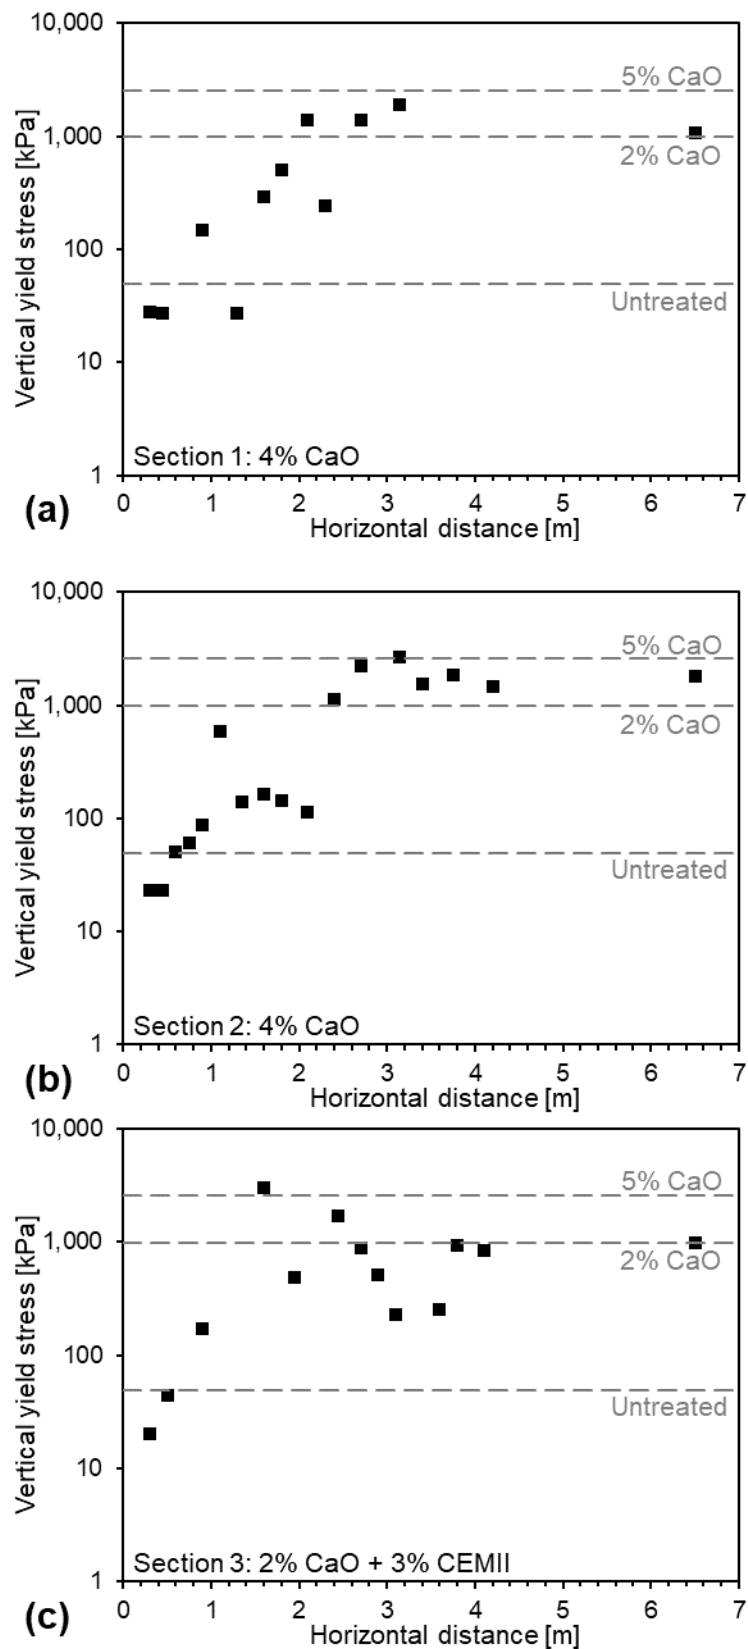 10,000
5% CaO
1,000
2% CaO
100
Untreated
10
Section 1: 4% CaO
1
0 1 2 3 4 5 6 7
Vertical yield stress [kPa]
Horizontal distance [m]
(a)
10,000
5% CaO
1,000
2% CaO
100
Untreated
10
Section 2: 4% CaO
1
0 1 2 3 4 5 6 7
Vertical yield stress [kPa]
Horizontal distance [m]
(b)
10,000
5% CaO
1,000
2% CaO
100
Untreated
10
Section 3: 2% CaO + 3% CEMII
1
0 1 2 3 4 5 6 7
Vertical yield stress [kPa]
Horizontal distance [m]
(c)